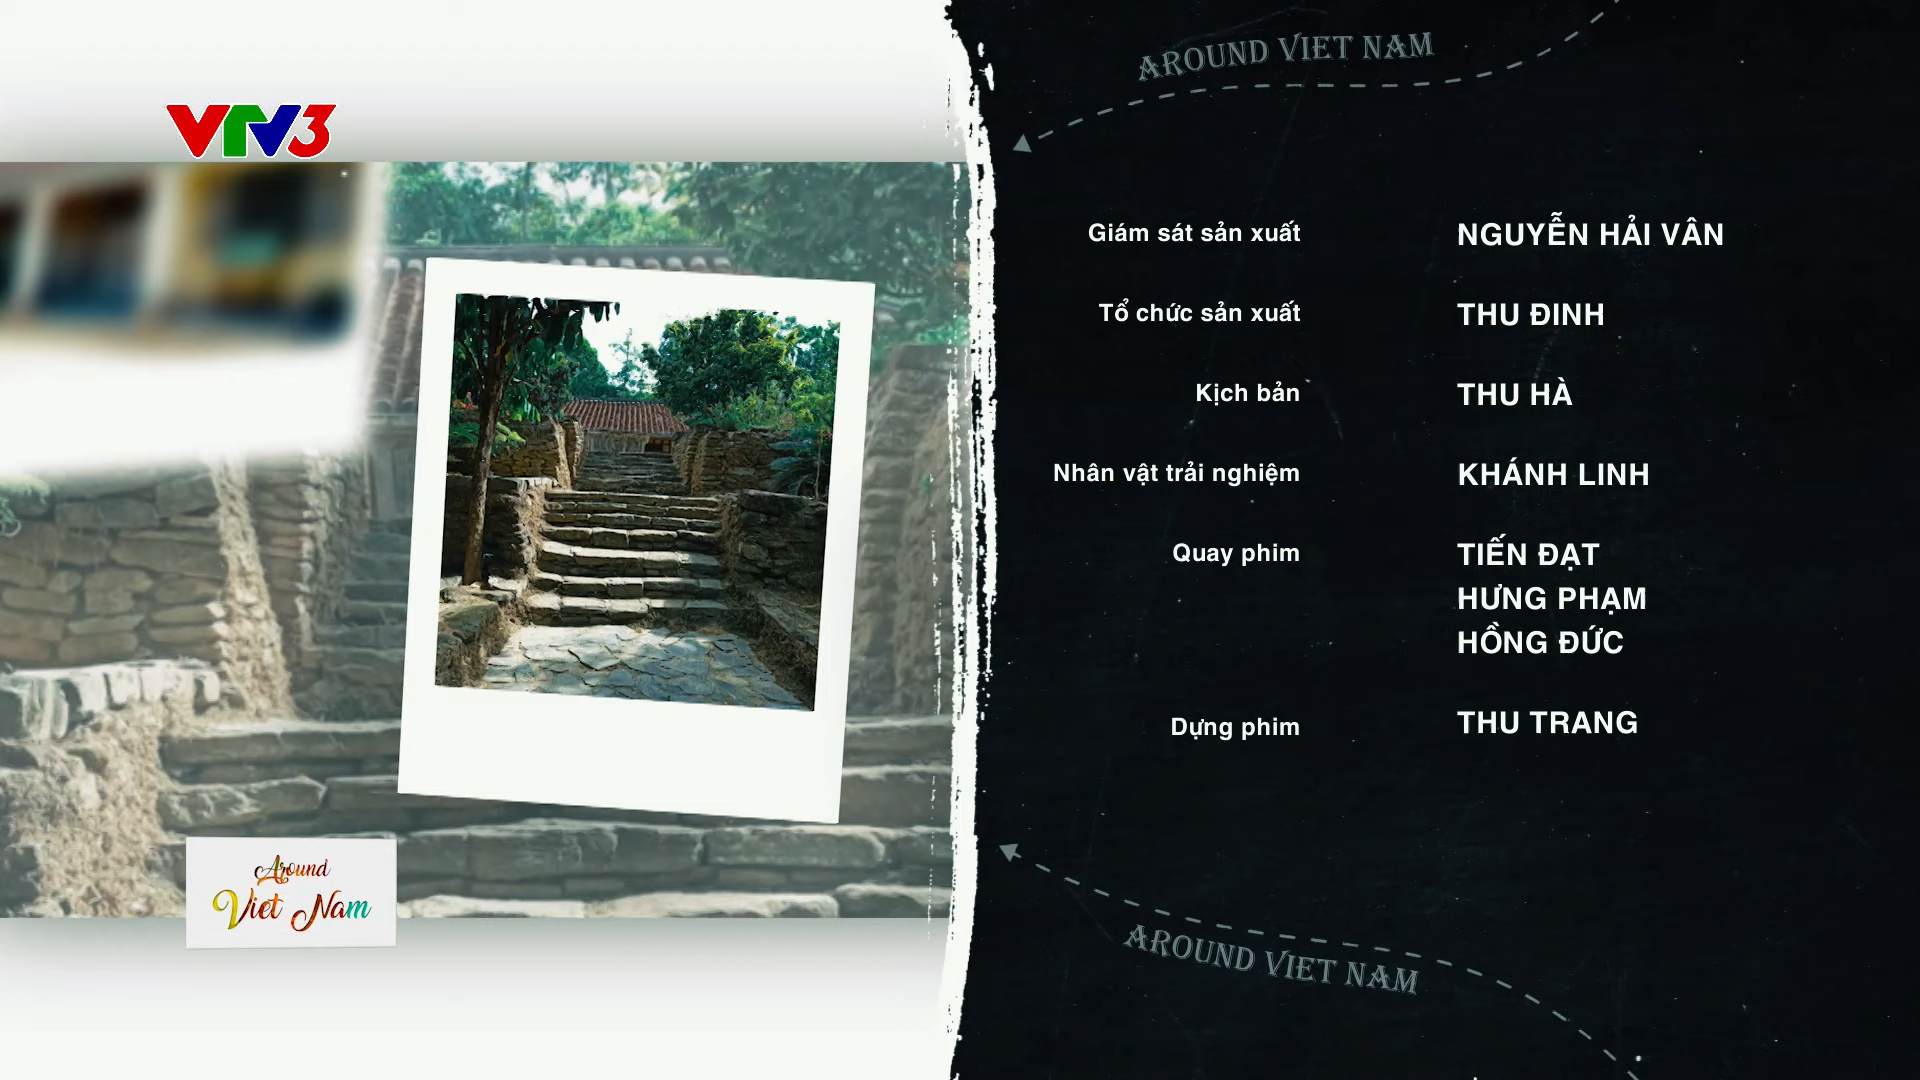 VTV3
AROUND VIET NAM
Giám sát sản xuất NGUYỄN HẢI VÂN
Tổ chức sản xuất THU ĐINH
Kịch bản THU HÀ
Nhân vật trải nghiệm KHÁNH LINH
Quay phim TIẾN ĐẠT
HƯNG PHẠM
HỒNG ĐỨC
Dựng phim THU TRANG
Around
Viet Nam
AROUND VIET NAM